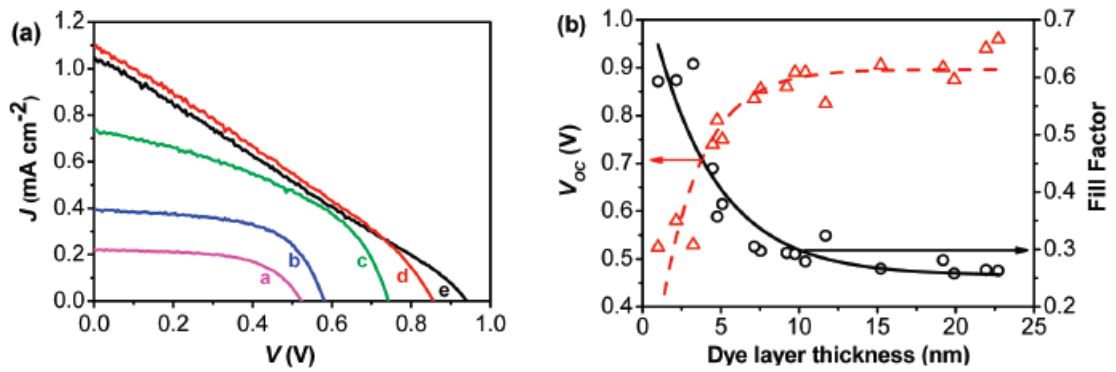 (a)
J (mA cm-2)
1.2
1.0
0.8
0.6
0.4
0.2
0.0
a
b
c
d
e
0.0 0.2 0.4 0.6 0.8 1.0
V (V)
(b)
Voc (V)
1.0
0.9
0.8
0.7
0.6
0.5
0.4
0.7
0.6
0.5
0.4
0.3
0.2
Fill Factor
0 5 10 15 20 25
Dye layer thickness (nm)